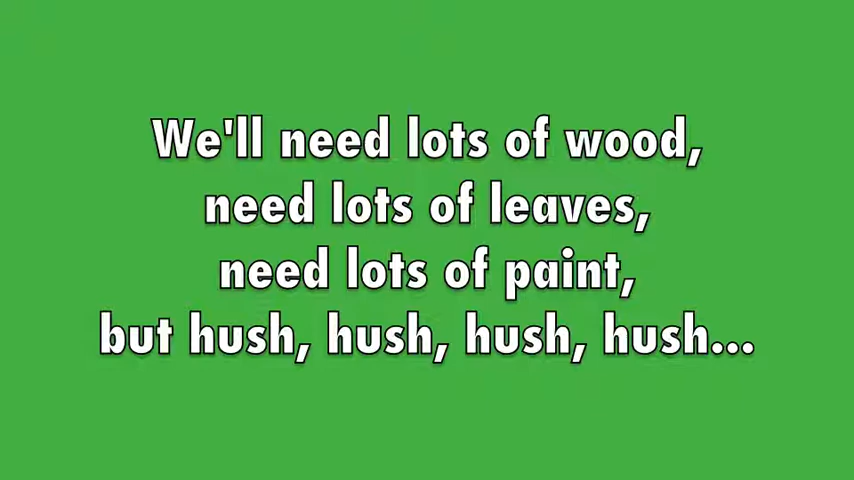 We'll need lots of wood,
need lots of leaves,
need lots of paint,
but hush, hush, hush, hush...